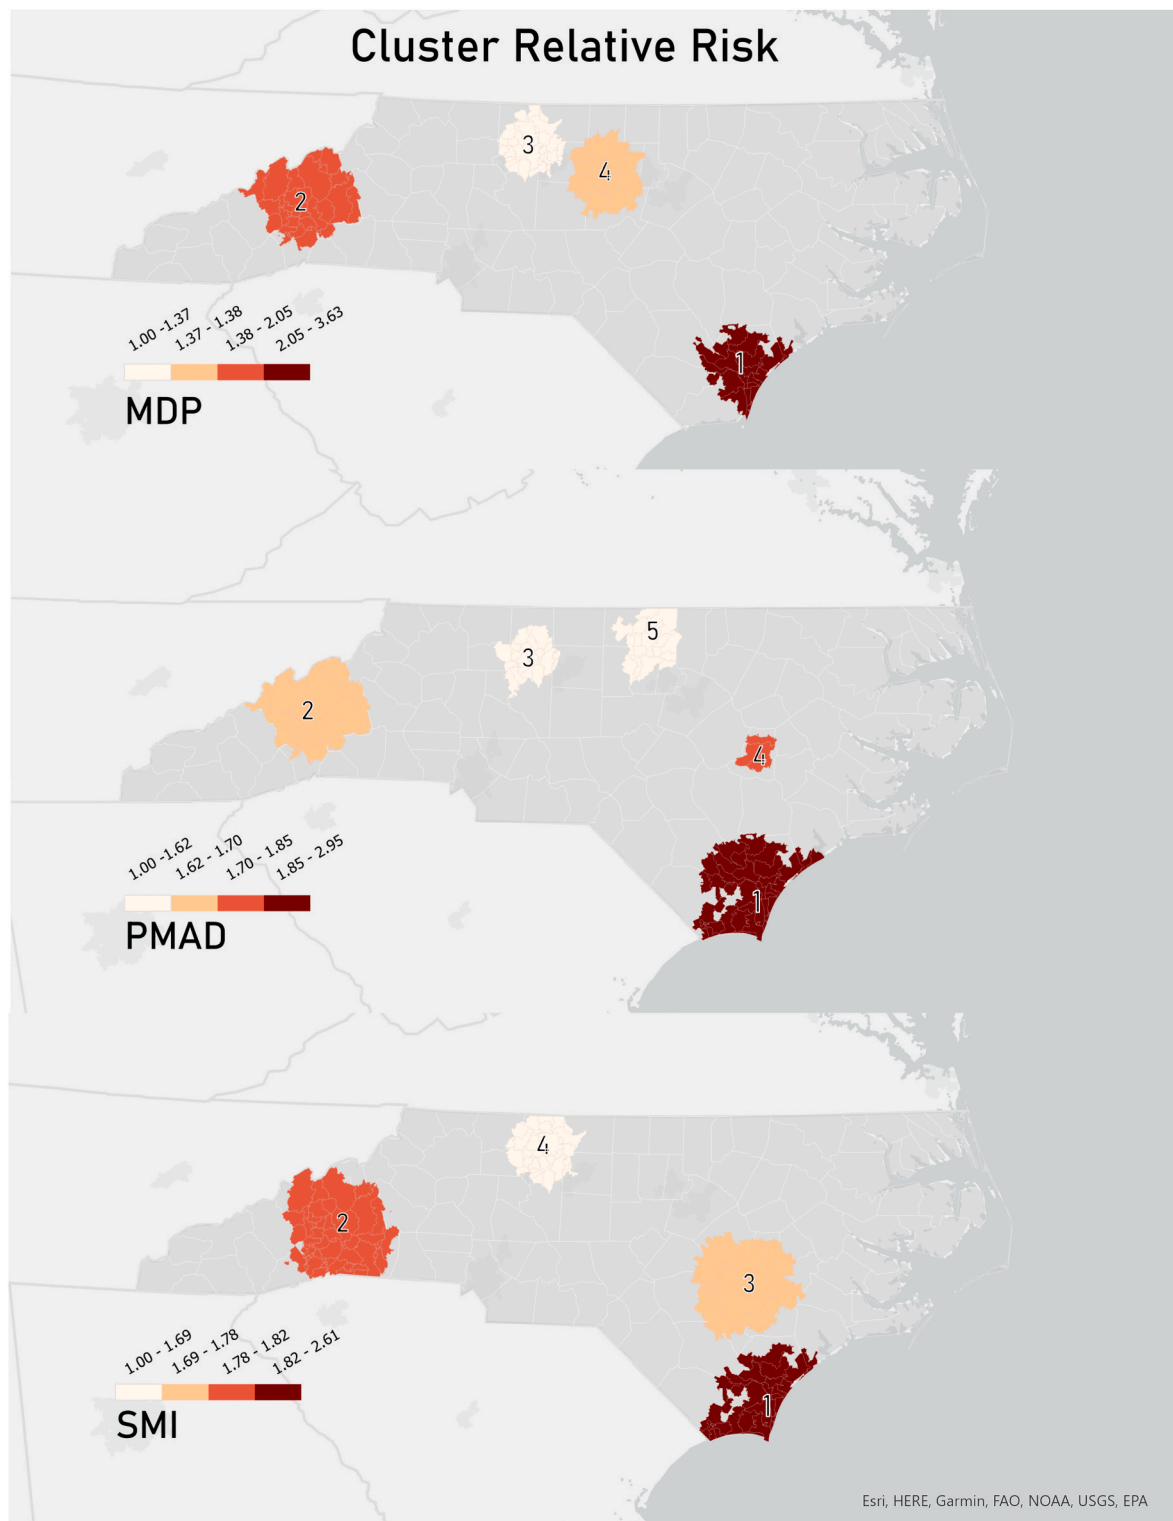 Cluster Relative Risk
3
4
2
1
1.00 -1.37
1.37 - 1.38
1.38 - 2.05
2.05 - 3.63
MDP
5
3
2
4
1
1.00 -1.62
1.62 - 1.70
1.70 - 1.85
1.85 - 2.95
PMAD
4
2
3
1
1.00 - 1.69
1.69 - 1.78
1.78 - 1.82
1.82 - 2.61
SMI
Esri, HERE, Garmin, FAO, NOAA, USGS, EPA